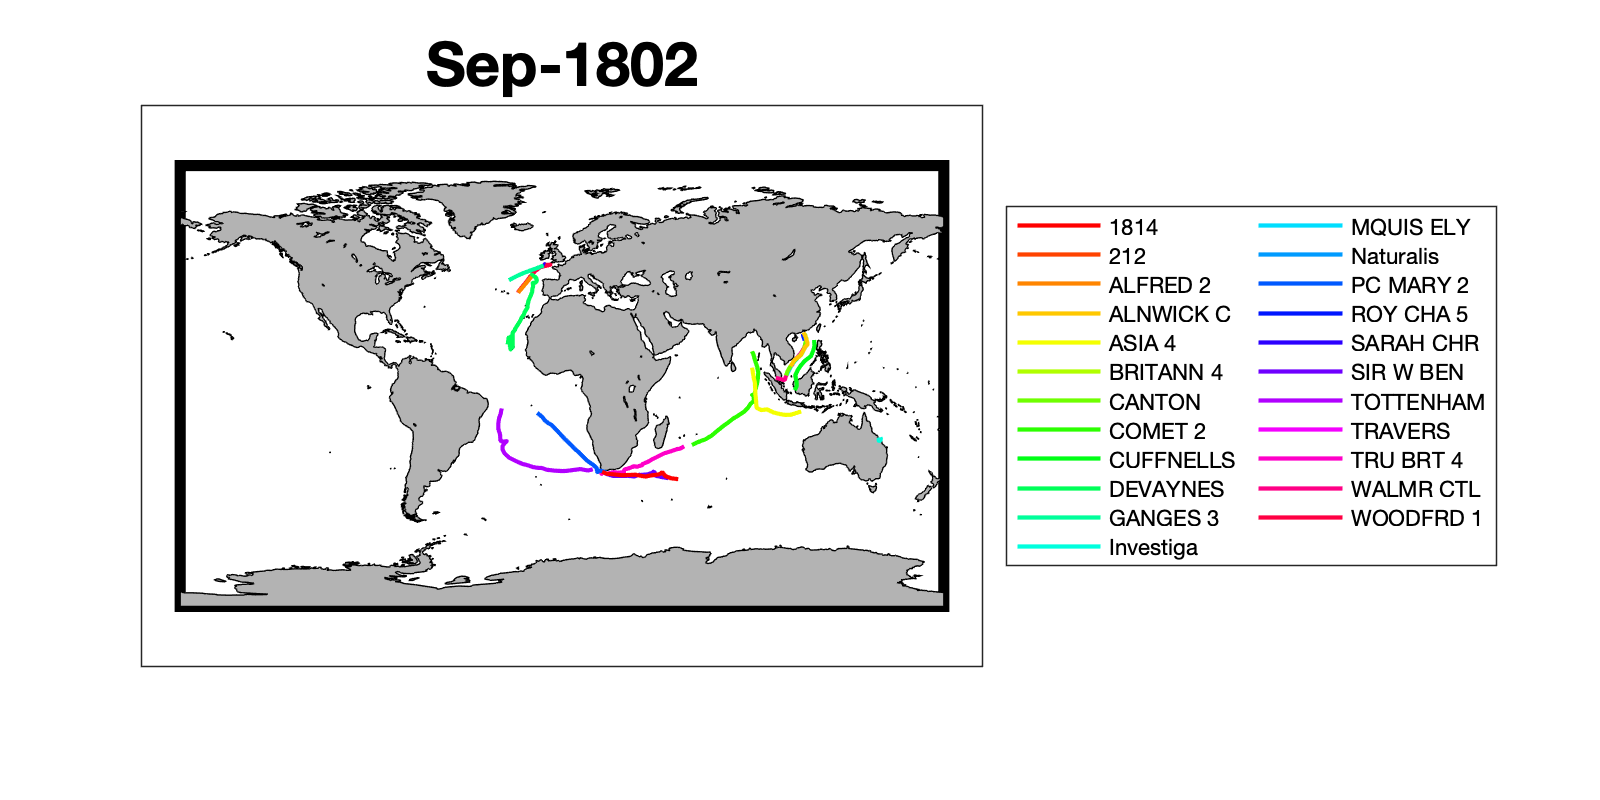 Sep-1802
1814
212
ALFRED 2
ALNWICK C
ASIA 4
BRITANN 4
CANTON
COMET 2
CUFFNELLS
DEVAYNES
GANGES 3
Investiga
MQUIS ELY
Naturalis
PC MARY 2
ROY CHA 5
SARAH CHR
SIR W BEN
TOTTENHAM
TRAVERS
TRU BRT 4
WALMR CTL
WOODFRD 1